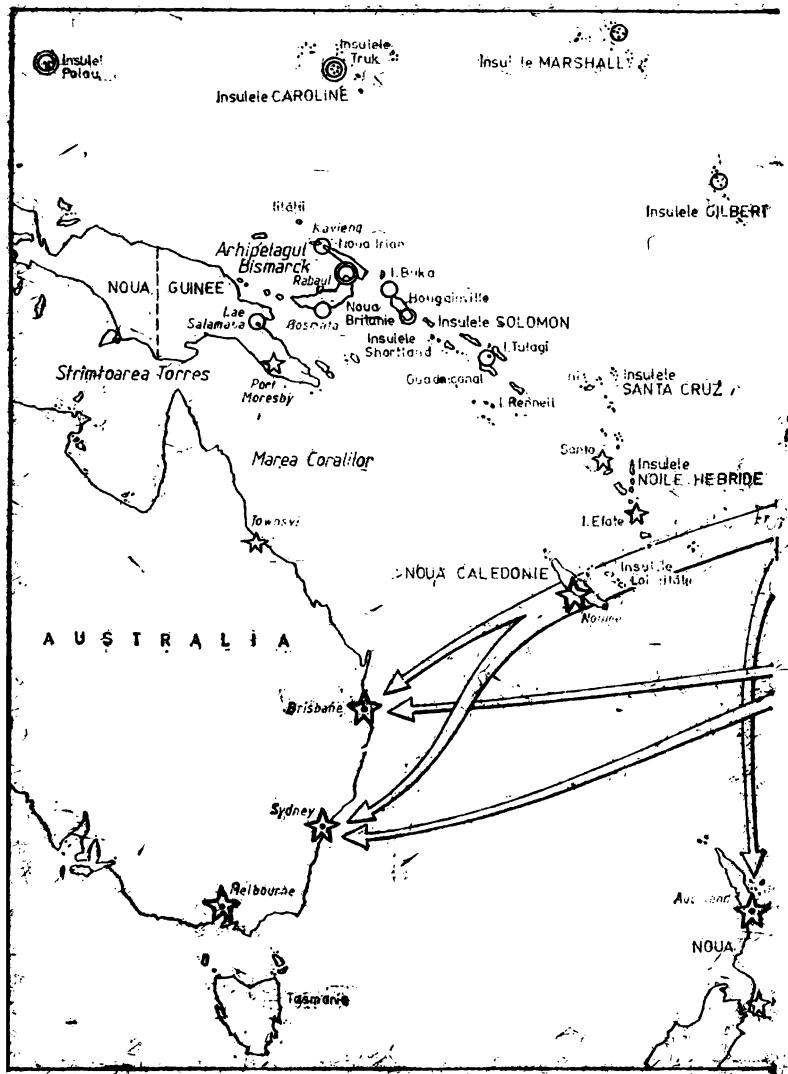 Insulel
Palau
Insulele
Truk
Insulele CAROLINE
Insulele MARSHALL
Insulele GILBERT
Kavieng
Noua Irlan
Arhipelagul
Bismarck
Rabaul
I. Buka
Bougainville
NOUA GUINEE
Lae
Salamaua
Noua
Britanie
Insulele SOLOMON
Insulele
Shortland
I. Tulagi
Strîmtoarea Torres
Port
Moresby
Guadalcanal
I. Rennell
Insulele
SANTA CRUZ
Marea Coralilor
Santo
Insulele
NOILE HEBRIDE
I. Efate
Townsvi
NOUA CALEDONIE
AUSTRALIA
Brisbane
Sydney
Melbourne
NOUA
Tasmania